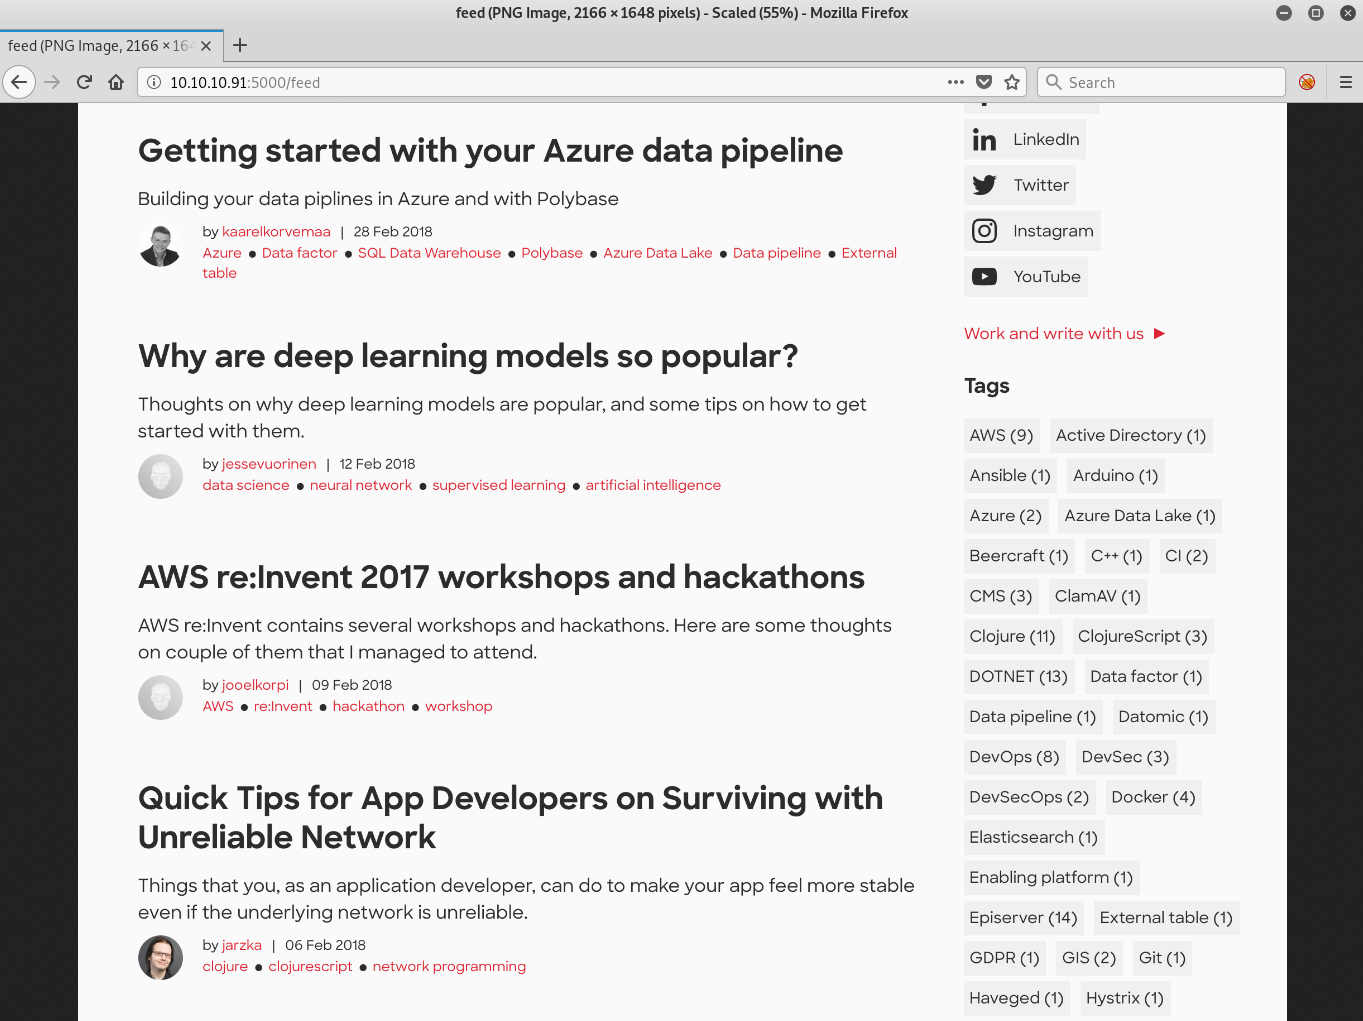 feed (PNG Image, 2166 × 1648 pixels) - Scaled (55%) - Mozilla Firefox
feed (PNG Image, 2166 × 164
10.10.10.91:5000/feed
Search
Getting started with your Azure data pipeline
Building your data piplines in Azure and with Polybase
by kaarelkorvemaa | 28 Feb 2018
Azure ● Data factor ● SQL Data Warehouse ● Polybase ● Azure Data Lake ● Data pipeline ● External
table
Why are deep learning models so popular?
Thoughts on why deep learning models are popular, and some tips on how to get
started with them.
by jessevuorinen | 12 Feb 2018
data science ● neural network ● supervised learning ● artificial intelligence
AWS re:Invent 2017 workshops and hackathons
AWS re:Invent contains several workshops and hackathons. Here are some thoughts
on couple of them that I managed to attend.
by jooelkorpi | 09 Feb 2018
AWS ● re:Invent ● hackathon ● workshop
Quick Tips for App Developers on Surviving with
Unreliable Network
Things that you, as an application developer, can do to make your app feel more stable
even if the underlying network is unreliable.
by jarzka | 06 Feb 2018
clojure ● clojurescript ● network programming
LinkedIn
Twitter
Instagram
YouTube
Work and write with us ▶
Tags
AWS (9) Active Directory (1)
Ansible (1) Arduino (1)
Azure (2) Azure Data Lake (1)
Beercraft (1) C++ (1) CI (2)
CMS (3) ClamAV (1)
Clojure (11) ClojureScript (3)
DOTNET (13) Data factor (1)
Data pipeline (1) Datomic (1)
DevOps (8) DevSec (3)
DevSecOps (2) Docker (4)
Elasticsearch (1)
Enabling platform (1)
Episerver (14) External table (1)
GDPR (1) GIS (2) Git (1)
Haveged (1) Hystrix (1)